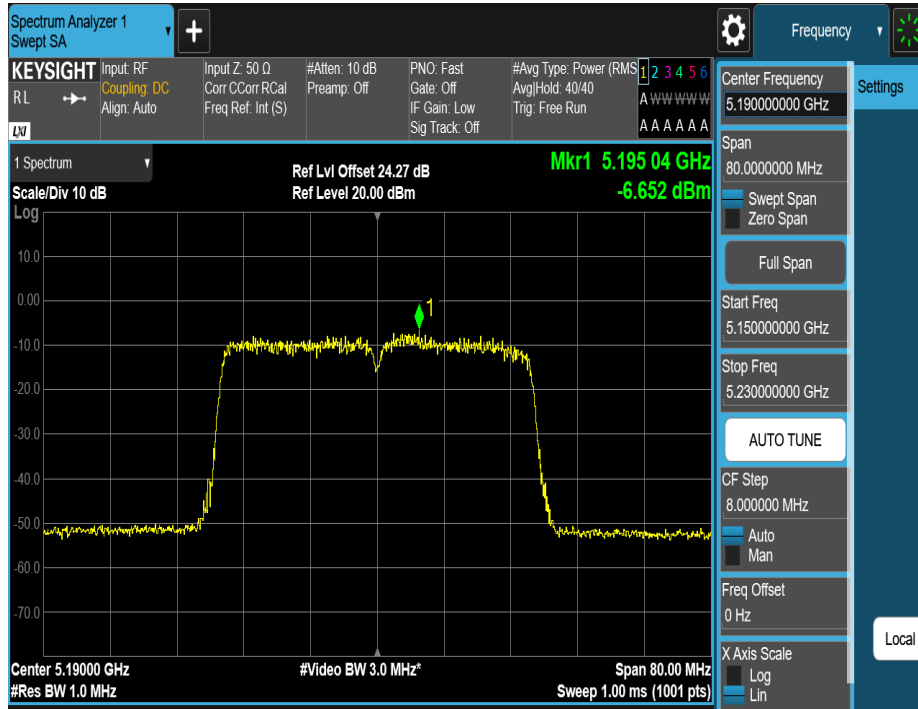 Spectrum Analyzer 1
Swept SA
+
Frequency
KEYSIGHT
R L
LXI
Input: RF
Coupling: DC
Align: Auto
Input Z: 50 Ω
Corr CCorr RCal
Freq Ref: Int (S)
#Atten: 10 dB
Preamp: Off
PNO: Fast
Gate: Off
IF Gain: Low
Sig Track: Off
#Avg Type: Power (RMS
Avg|Hold: 40/40
Trig: Free Run
1 2 3 4 5 6
A W W W W W
A A A A A A
1 Spectrum
Scale/Div 10 dB
Log
Ref Lvl Offset 24.27 dB
Ref Level 20.00 dBm
Mkr1 5.195 04 GHz
-6.652 dBm
10.0
0.00
-10.0
-20.0
-30.0
-40.0
-50.0
-60.0
-70.0
1
Center 5.19000 GHz
#Res BW 1.0 MHz
#Video BW 3.0 MHz*
Span 80.00 MHz
Sweep 1.00 ms (1001 pts)
Center Frequency
5.190000000 GHz
Settings
Span
80.0000000 MHz
Swept Span
Zero Span
Full Span
Start Freq
5.150000000 GHz
Stop Freq
5.230000000 GHz
AUTO TUNE
CF Step
8.000000 MHz
Auto
Man
Freq Offset
0 Hz
Local
X Axis Scale
Log
Lin